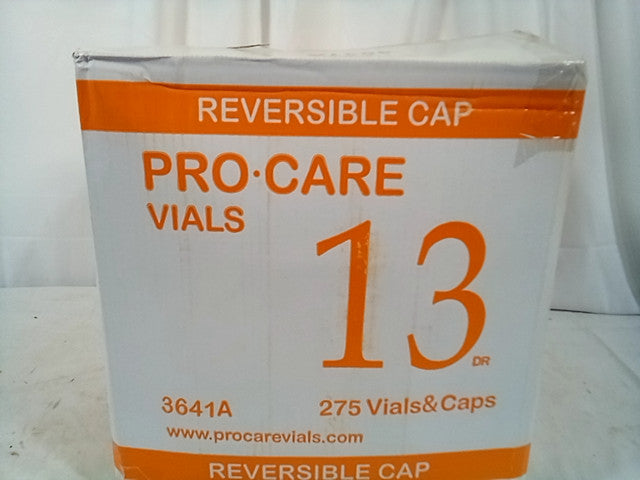 REVERSIBLE CAP
PRO·CARE
VIALS
13 DR
3641A
275 Vials&Caps
www.procarevials.com
REVERSIBLE CAP